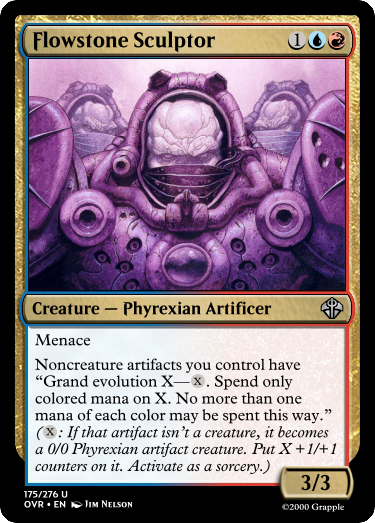 Flowstone Sculptor 1
Creature — Phyrexian Artificer
Menace
Noncreature artifacts you control have
“Grand evolution X—X. Spend only
colored mana on X. No more than one
mana of each color may be spent this way.”
(X: If that artifact isn’t a creature, it becomes
a 0/0 Phyrexian artifact creature. Put X +1/+1
counters on it. Activate as a sorcery.)
3/3
175/276 U
OVR • EN Jim Nelson
©2000 Grapple